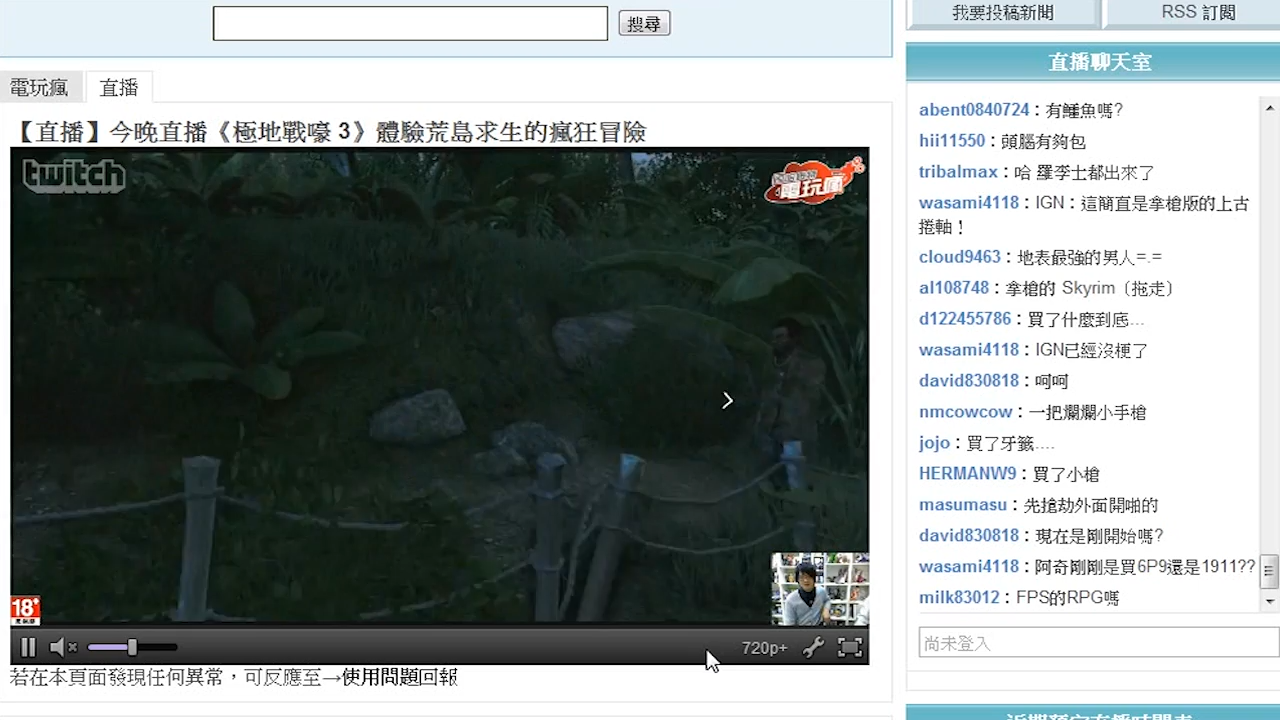 搜尋
我要投稿新聞
RSS 訂閱
電玩瘋
直播
【直播】今晚直播《極地戰嚎 3》體驗荒島求生的瘋狂冒險
twitch
電玩瘋
18+
720p+
若在本頁面發現任何異常，可反應至→使用問題回報
直播聊天室
abent0840724：有鱷魚嗎?
hii11550：頭腦有夠包
tribalmax：哈 羅李士都出來了
wasami4118：IGN：這簡直是拿槍版的上古
捲軸！
cloud9463：地表最強的男人=.=
al108748：拿槍的 Skyrim〔拖走〕
d122455786：買了什麼到底...
wasami4118：IGN已經沒梗了
david830818：呵呵
nmcowcow：一把爛爛小手槍
jojo：買了牙籤....
HERMANW9：買了小槍
masumasu：先搶劫外面開啪的
david830818：現在是剛開始嗎?
wasami4118：阿奇剛剛是買6P9還是1911??
milk83012：FPS的RPG嗎
尚未登入